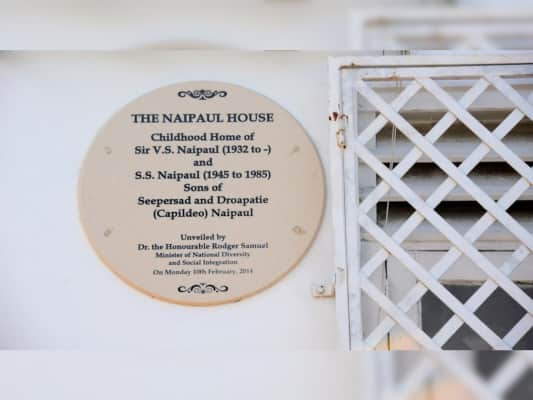 THE NAIPAUL HOUSE
Childhood Home of
Sir V.S. Naipaul (1932 to -)
and
S.S. Naipaul (1945 to 1985)
Sons of
Seepersad and Droapatie
(Capildeo) Naipaul
Unveiled by
Dr. the Honourable Rodger Samuel
Minister of National Diversity
and Social Integration
On Monday 10th February, 2014